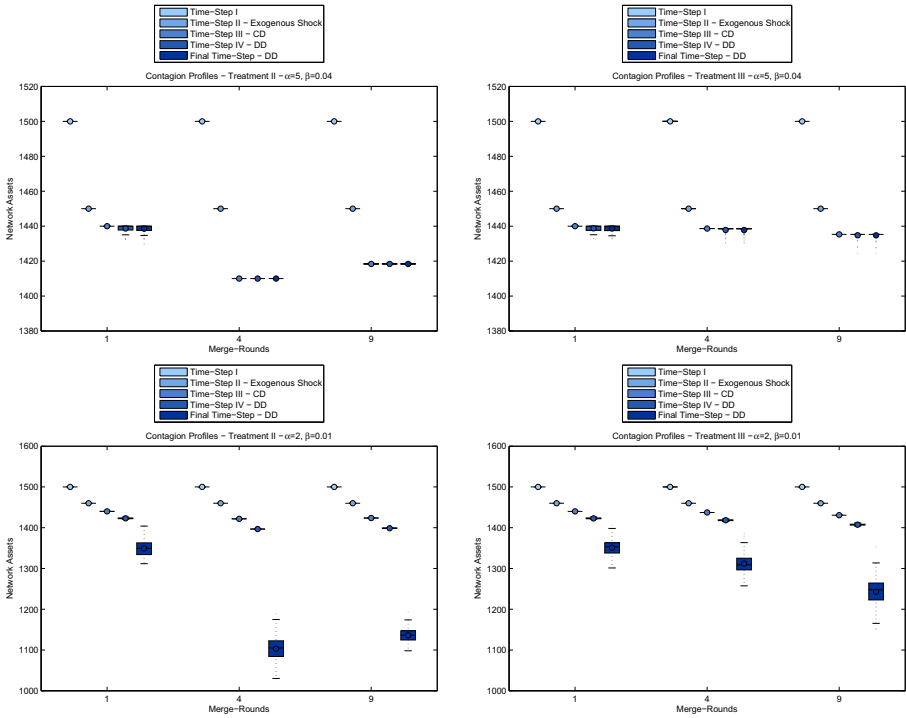 Time-Step I
Time-Step II - Exogenous Shock
Time-Step III - CD
Time-Step IV - DD
Final Time-Step - DD
Contagion Profiles - Treatment II - α=5, β=0.04
1520
1500
1480
1460
1440
1420
1400
1380
Network Assets
1
4
9
Merge-Rounds
Time-Step I
Time-Step II - Exogenous Shock
Time-Step III - CD
Time-Step IV - DD
Final Time-Step - DD
Contagion Profiles - Treatment III - α=5, β=0.04
1520
1500
1480
1460
1440
1420
1400
1380
Network Assets
1
4
9
Merge-Rounds
Time-Step I
Time-Step II - Exogenous Shock
Time-Step III - CD
Time-Step IV - DD
Final Time-Step - DD
Contagion Profiles - Treatment II - α=2, β=0.01
1600
1500
1400
1300
1200
1100
1000
Network Assets
1
4
9
Merge-Rounds
Time-Step I
Time-Step II - Exogenous Shock
Time-Step III - CD
Time-Step IV - DD
Final Time-Step - DD
Contagion Profiles - Treatment III - α=2, β=0.01
1600
1500
1400
1300
1200
1100
1000
Network Assets
1
4
9
Merge-Rounds